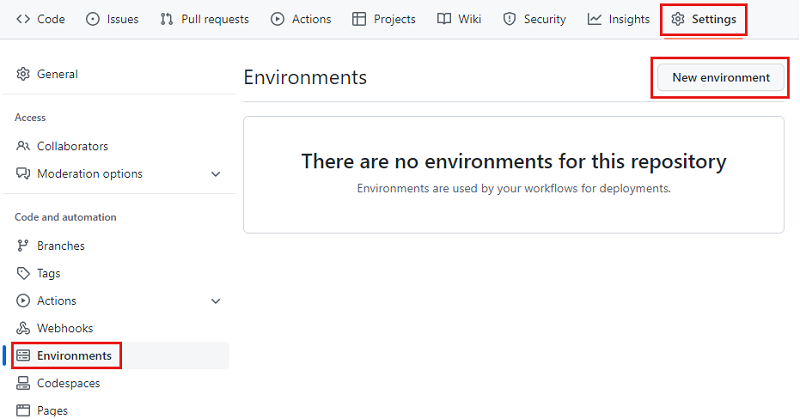 Code Issues Pull requests Actions Projects Wiki Security Insights Settings
General
Access
Collaborators
Moderation options
Code and automation
Branches
Tags
Actions
Webhooks
Environments
Codespaces
Pages
Environments New environment
There are no environments for this repository
Environments are used by your workflows for deployments.